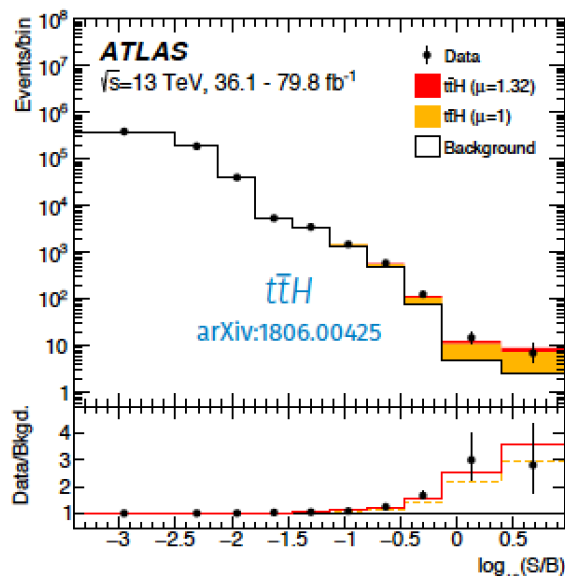 10⁸
10⁷
10⁶
10⁵
10⁴
10³
10²
10
1
Events/bin
ATLAS
√s=13 TeV, 36.1 - 79.8 fb⁻¹
Data
tt̄H (μ=1.32)
tt̄H (μ=1)
Background
tt̄H
arXiv:1806.00425
Data/Bkgd.
4
3
2
1
−3 −2.5 −2 −1.5 −1 −0.5 0 0.5
log₁₀(S/B)